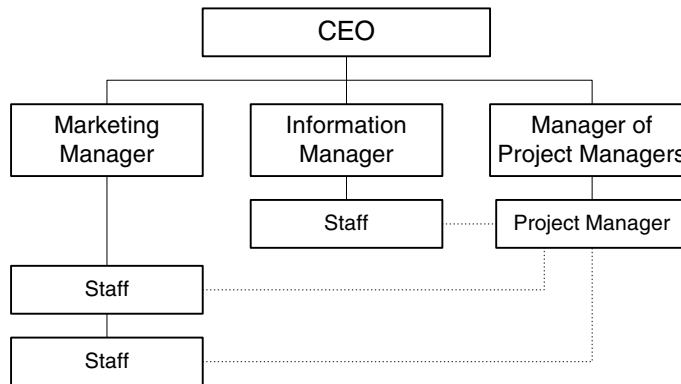 CEO
Marketing
Manager
Information
Manager
Manager of
Project Managers
Staff
Project Manager
Staff
Staff